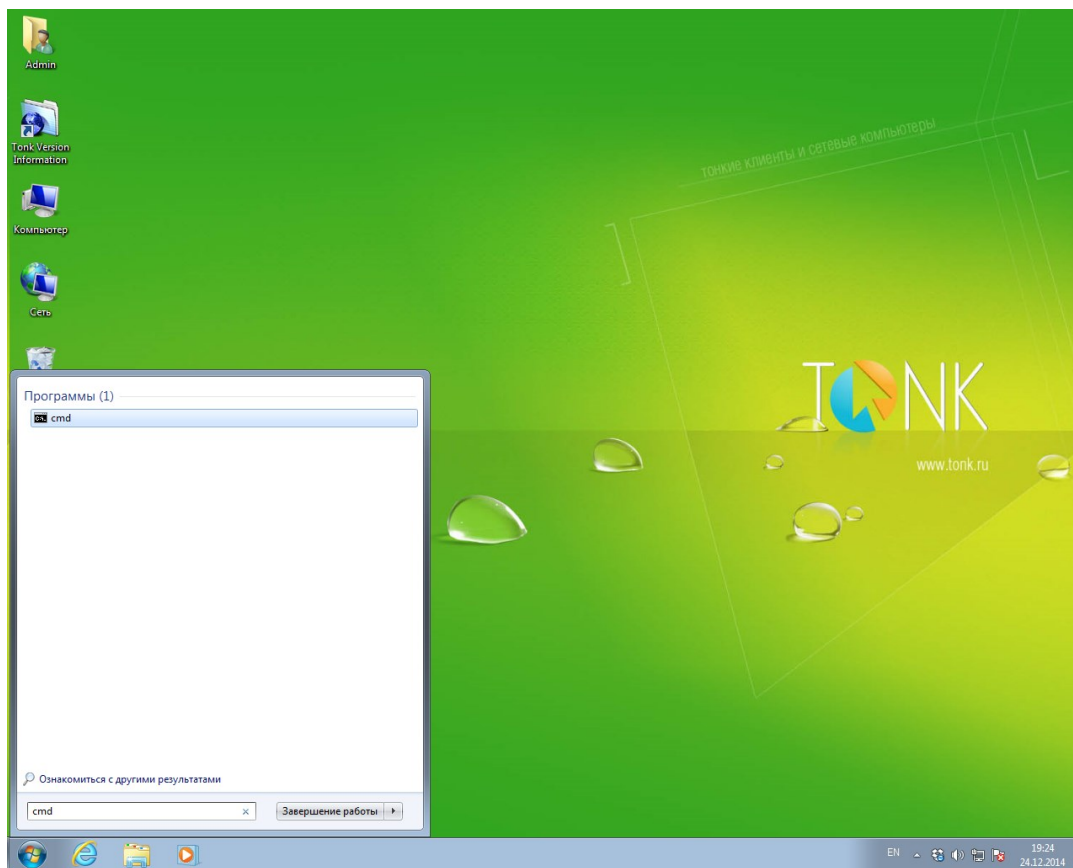 Admin
Tonk Version
Information
Компьютер
Сеть
тонкие клиенты и сетевые компьютеры
TONK
www.tonk.ru
Программы (1)
cmd
Ознакомиться с другими результатами
cmd
Завершение работы
EN
19:24
24.12.2014